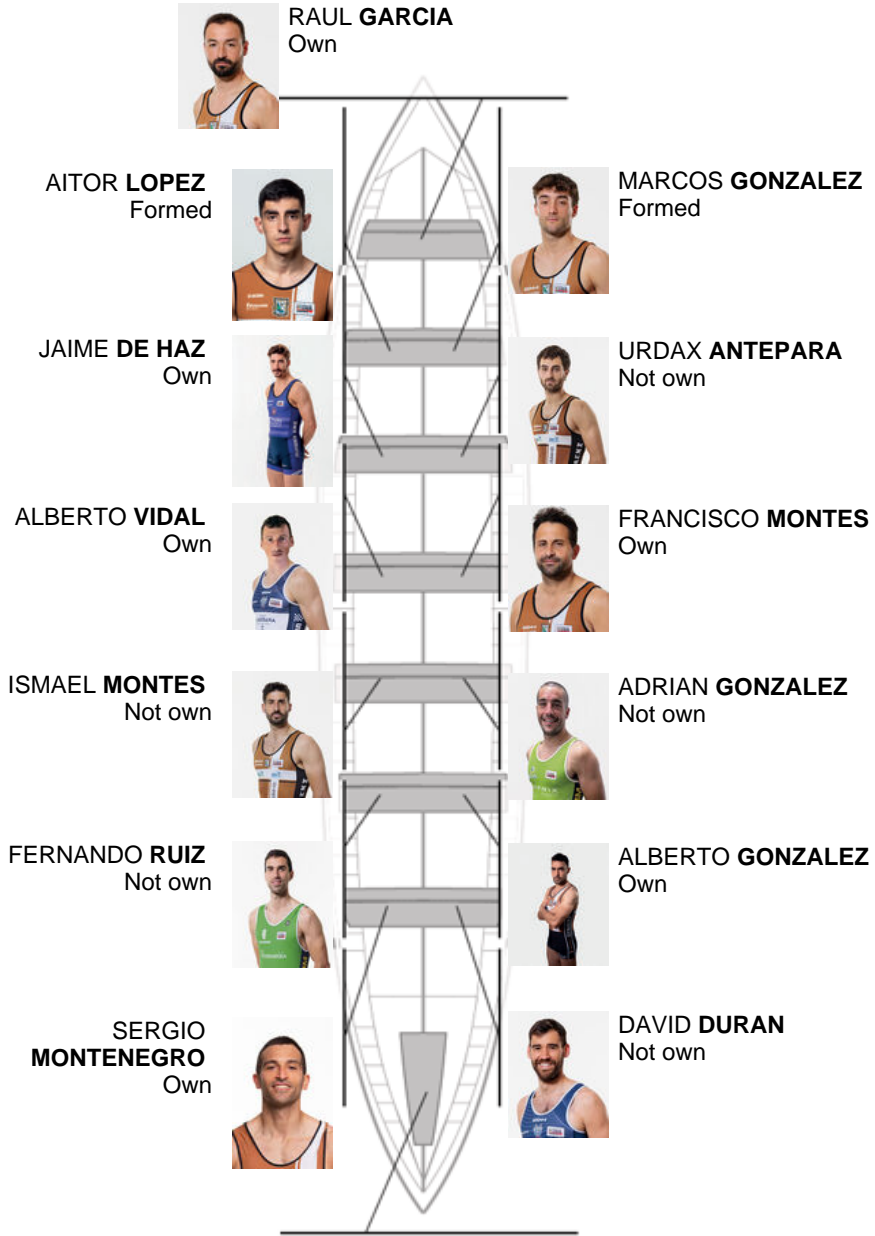 RAUL GARCIA
Own
AITOR LOPEZ
Formed
MARCOS GONZALEZ
Formed
JAIME DE HAZ
Own
URDAX ANTEPARA
Not own
ALBERTO VIDAL
Own
FRANCISCO MONTES
Own
ISMAEL MONTES
Not own
ADRIAN GONZALEZ
Not own
FERNANDO RUIZ
Not own
ALBERTO GONZALEZ
Own
SERGIO
MONTENEGRO
Own
DAVID DURAN
Not own